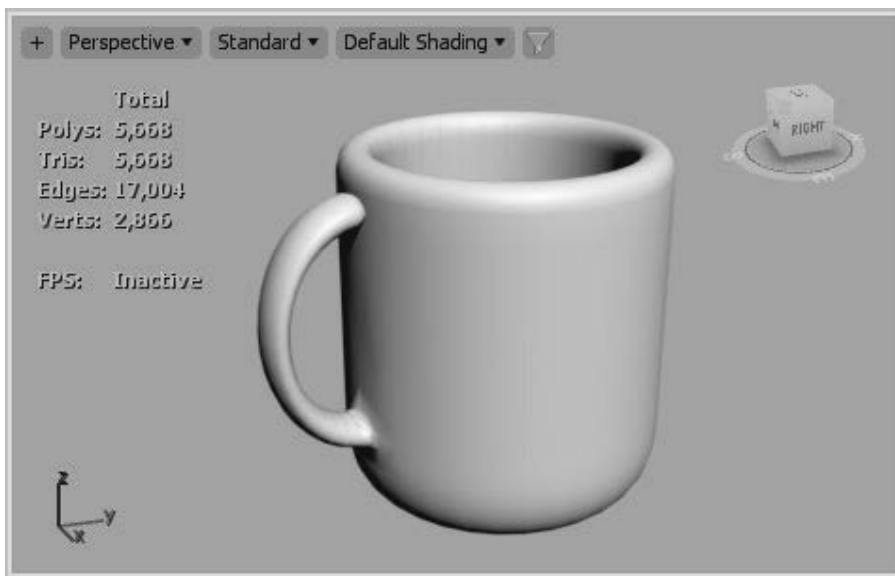 + Perspective ▾ Standard ▾ Default Shading ▾
Total
Polys: 5,668
Tris: 5,668
Edges: 17,004
Verts: 2,866
FPS: Inactive
RIGHT
z
y
x